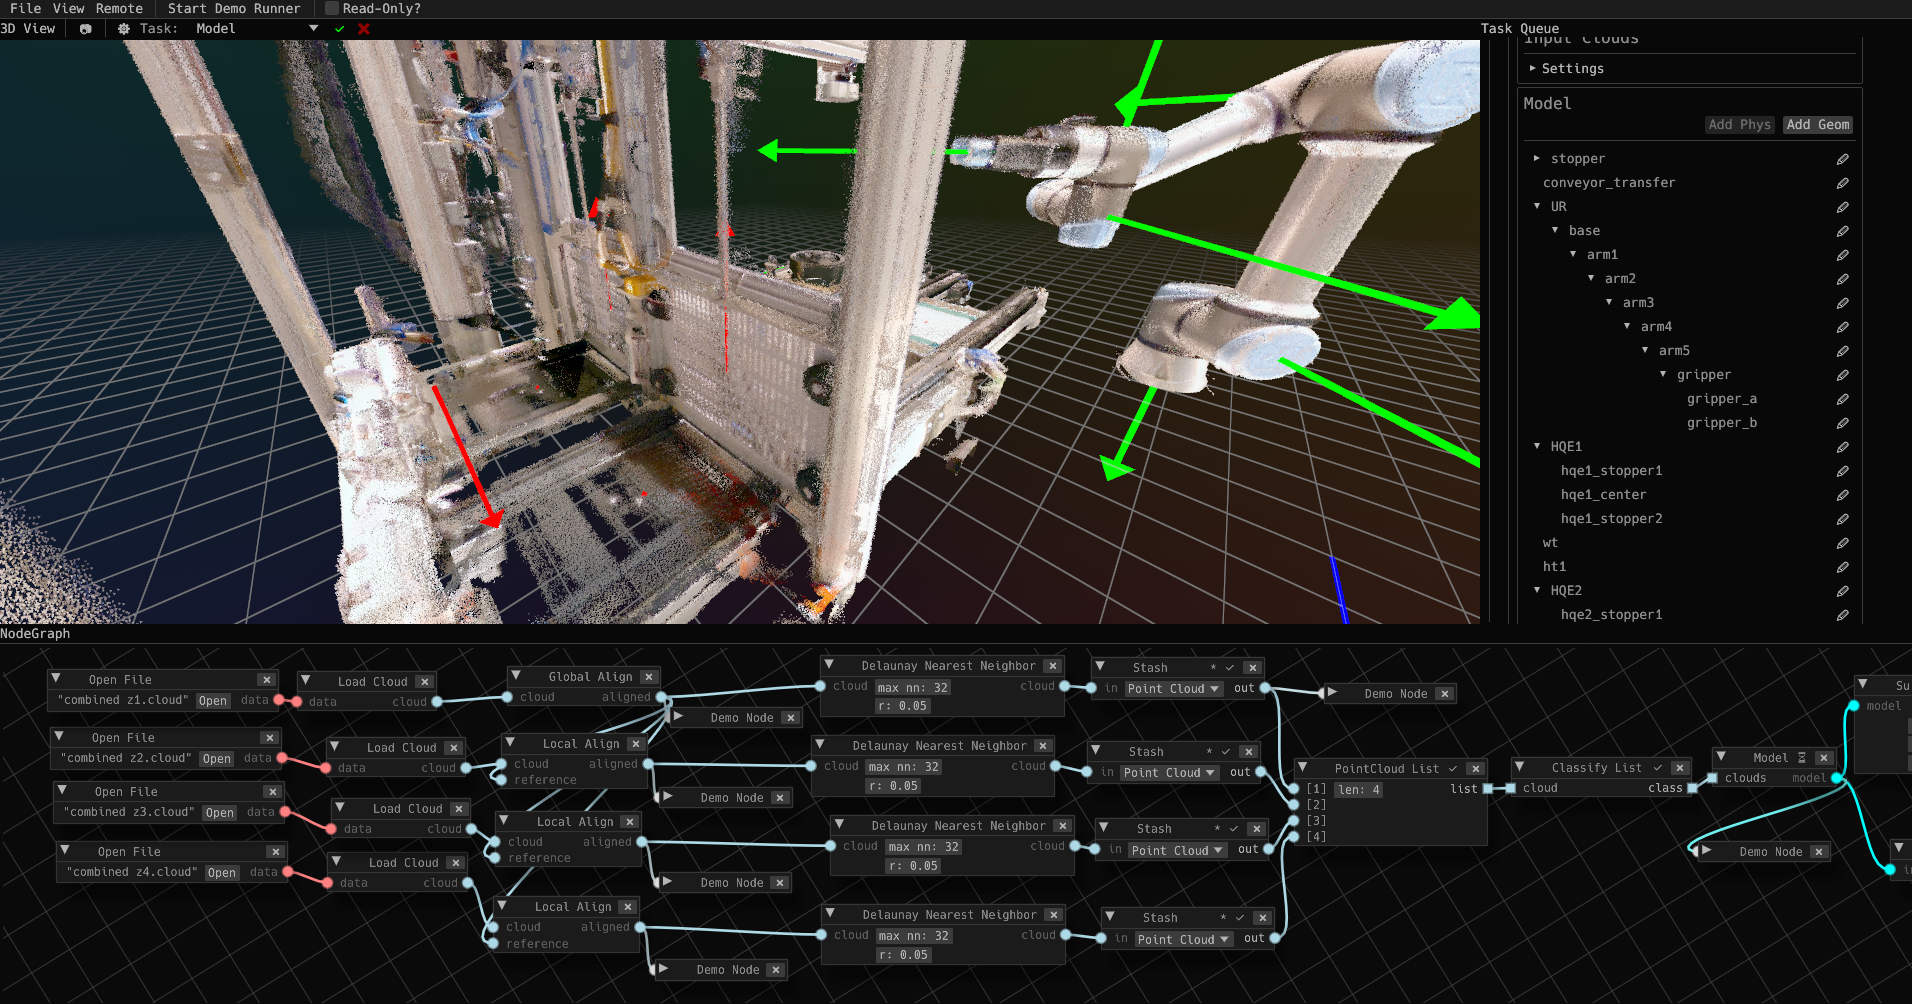 File View Remote Start Demo Runner Read-Only?
3D View Task: Model
Task Queue
Input Clouds
Settings
Model
Add Phys Add Geom
stopper
conveyor_transfer
UR
base
arm1
arm2
arm3
arm4
arm5
gripper
gripper_a
gripper_b
HQE1
hqe1_stopper1
hqe1_center
hqe1_stopper2
wt
ht1
HQE2
hqe2_stopper1
NodeGraph
Open File
"combined z1.cloud" Open data
Load Cloud
data cloud
Global Align
cloud aligned
Demo Node
Delaunay Nearest Neighbor
cloud max nn: 32 cloud
r: 0.05
Stash *
in Point Cloud out
Demo Node
Open File
"combined z2.cloud" Open data
Load Cloud
data cloud
Local Align
cloud aligned
reference
Demo Node
Delaunay Nearest Neighbor
cloud max nn: 32 cloud
r: 0.05
Stash *
in Point Cloud out
Open File
"combined z3.cloud" Open data
Load Cloud
data cloud
Local Align
cloud aligned
reference
Demo Node
Delaunay Nearest Neighbor
cloud max nn: 32 cloud
r: 0.05
Stash *
in Point Cloud out
Open File
"combined z4.cloud" Open data
Load Cloud
data cloud
Local Align
cloud aligned
reference
Demo Node
Delaunay Nearest Neighbor
cloud max nn: 32 cloud
r: 0.05
Stash *
in Point Cloud out
PointCloud List
[1] len: 4 list
[2]
[3]
[4]
Classify List
cloud class
Model
clouds model
Demo Node
Su
model
in